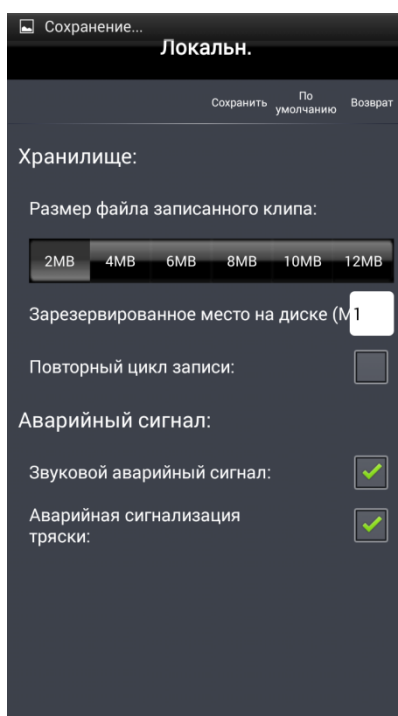 Сохранение...
Локальн.
Сохранить
По
умолчанию
Возврат
Хранилище:
Размер файла записанного клипа:
2MB 4MB 6MB 8MB 10MB 12MB
Зарезервированное место на диске (М 1
Повторный цикл записи:
Аварийный сигнал:
Звуковой аварийный сигнал:
Аварийная сигнализация
тряски: